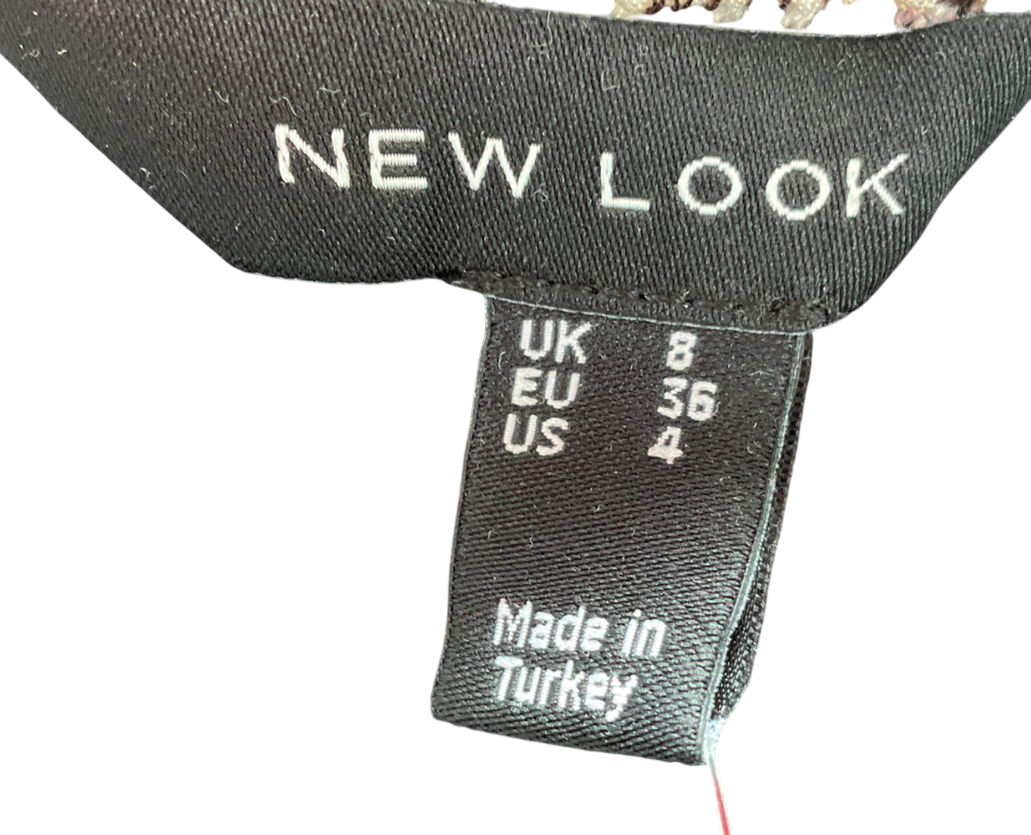 NEW LOOK
UK 8
EU 36
US 4
Made in
Turkey